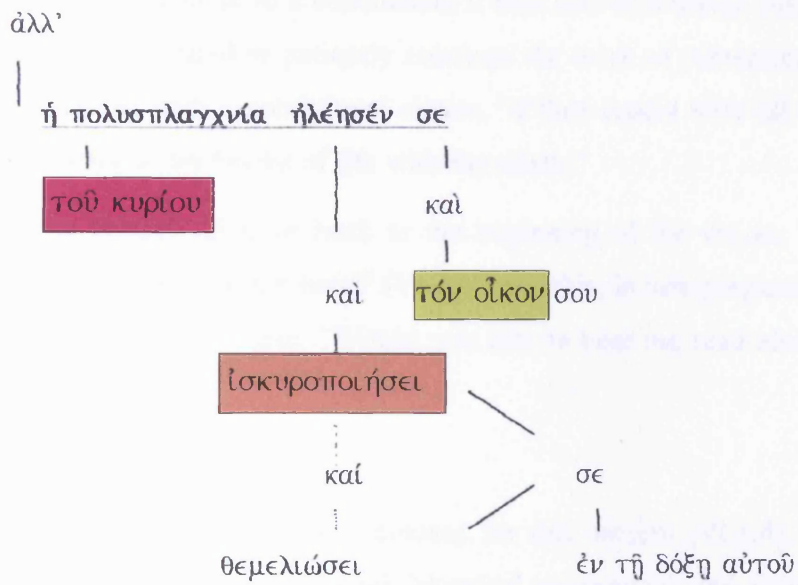 ἀλλ’
ἡ πολυσπλαγχνία ἠλέησέν σε
τοῦ κυρίου
καὶ
καὶ
τόν οἶκον σου
ἰσκυροποιήσει
καί
σε
θεμελιώσει
ἐν τῇ δόξῃ αὐτοῦ